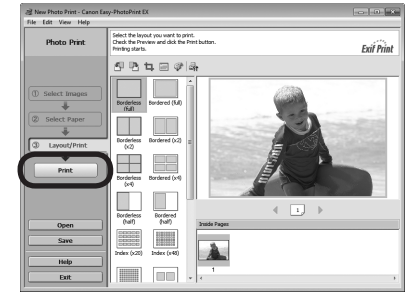 New Photo Print - Canon Easy-PhotoPrint EX
File Edit View Help
Photo Print
Select the layout you want to print.
Check the Preview and click the Print button.
Printing starts.
Exif Print
① Select Images
② Select Paper
③ Layout/Print
Print
Open
Save
Help
Exit
Borderless (full)
Bordered (full)
Borderless (x2)
Bordered (x2)
Borderless (x4)
Bordered (x4)
Borderless (half)
Bordered (half)
Index (x20)
Index (x48)
1
Inside Pages
1